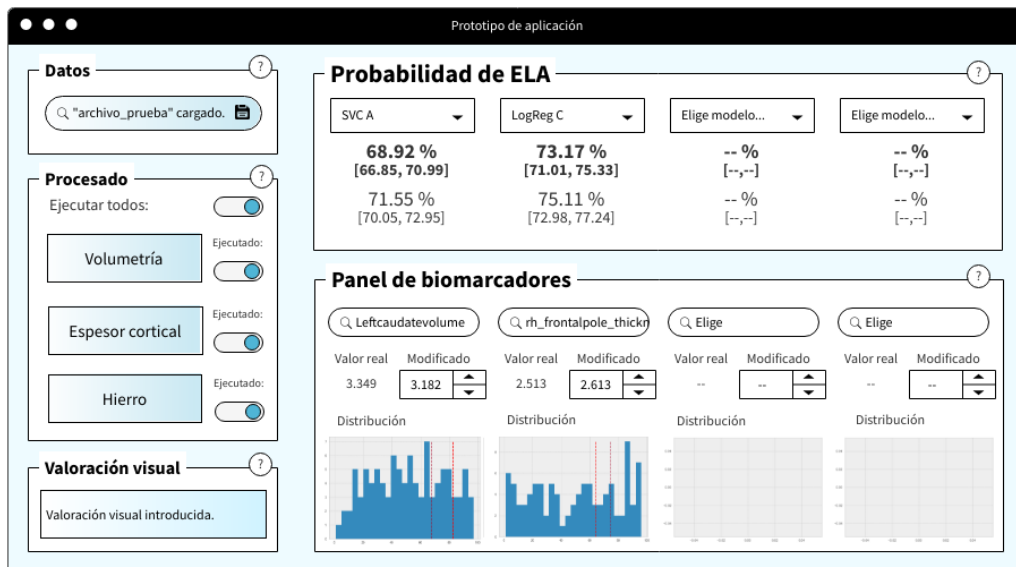 Prototipo de aplicación
Datos
?
"archivo_prueba" cargado.
Procesado
?
Ejecutar todos:
Volumetría
Ejecutado:
Espesor cortical
Ejecutado:
Hierro
Ejecutado:
Valoración visual
?
Valoración visual introducida.
Probabilidad de ELA
?
SVC A
LogReg C
Elige modelo...
Elige modelo...
68.92 %
73.17 %
-- %
-- %
[66.85, 70.99]
[71.01, 75.33]
[--,--]
[--,--]
71.55 %
75.11 %
-- %
-- %
[70.05, 72.95]
[72.98, 77.24]
[--,--]
[--,--]
Panel de biomarcadores
?
Leftcaudatevolume
rh_frontalpole_thickn
Elige
Elige
Valor real Modificado
Valor real Modificado
Valor real Modificado
Valor real Modificado
3.349 3.182
2.513 2.613
-- --
-- --
Distribución
Distribución
Distribución
Distribución